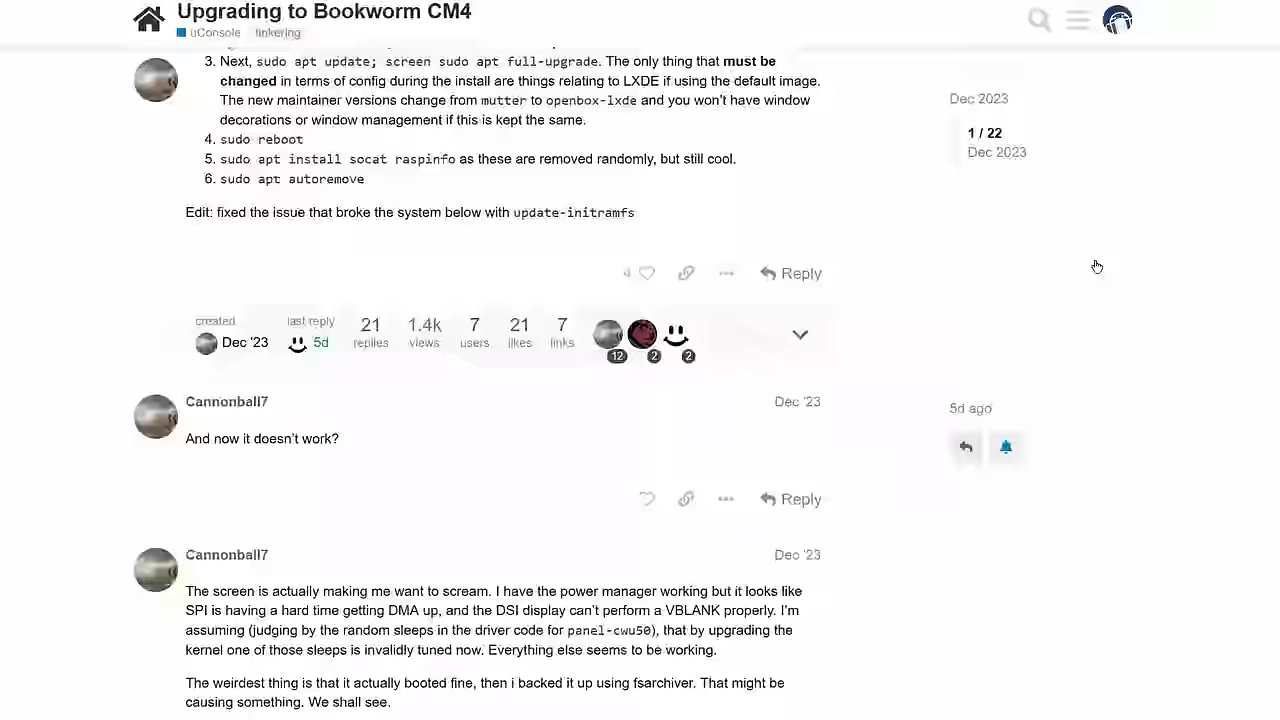 Upgrading to Bookworm CM4
uConsole tinkering
3. Next, sudo apt update; screen sudo apt full-upgrade. The only thing that must be
changed in terms of config during the install are things relating to LXDE if using the default image.
The new maintainer versions change from mutter to openbox-lxde and you won't have window
decorations or window management if this is kept the same.
4. sudo reboot
5. sudo apt install socat raspinfo as these are removed randomly, but still cool.
6. sudo apt autoremove
Edit: fixed the issue that broke the system below with update-initramfs
4 Reply
created last reply 21 1.4k 7 21 7
Dec '23 5d replies views users likes links
12 2 2
Cannonball7 Dec '23
And now it doesn't work?
Reply
Cannonball7 Dec '23
The screen is actually making me want to scream. I have the power manager working but it looks like
SPI is having a hard time getting DMA up, and the DSI display can't perform a VBLANK properly. I'm
assuming (judging by the random sleeps in the driver code for panel-cwu50), that by upgrading the
kernel one of those sleeps is invalidly tuned now. Everything else seems to be working.
The weirdest thing is that it actually booted fine, then i backed it up using fsarchiver. That might be
causing something. We shall see.
Dec 2023
1 / 22
Dec 2023
5d ago